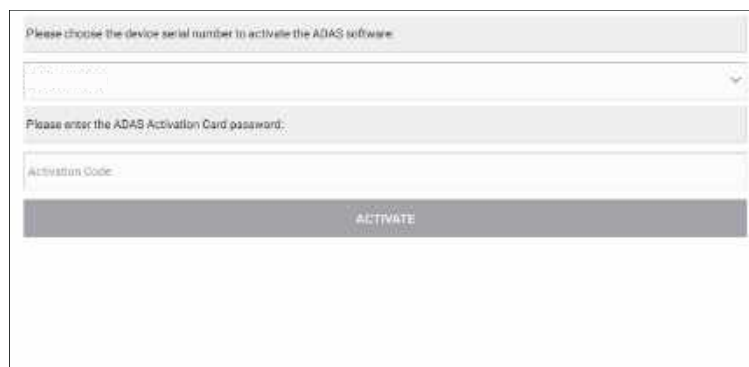 Please choose the device serial number to activate the ADAS software:
Please enter the ADAS Activation Card password:
Activation Code
ACTIVATE